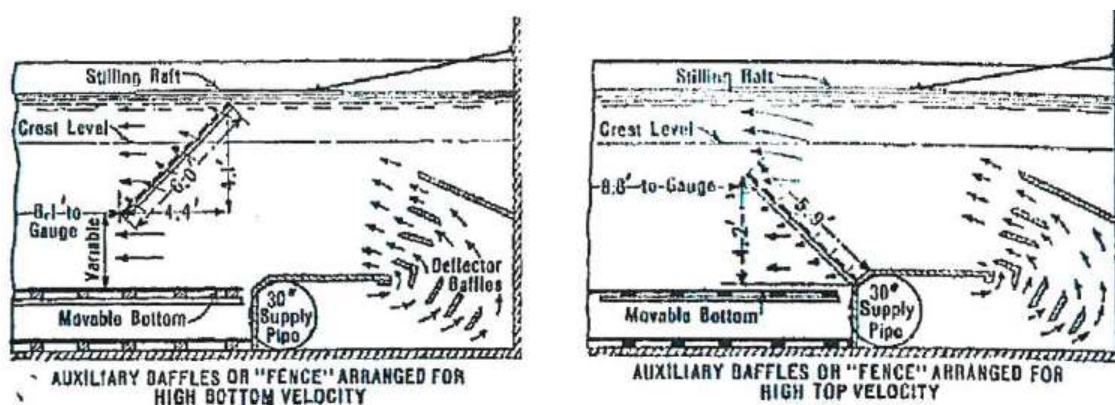 Stilling Raft
Crest Level
6.0'
4.1'
4.4'
8.1' to
Gauge
Variable
Deflector
Baffles
30"
Supply
Pipe
Movable Bottom
AUXILIARY BAFFLES OR "FENCE" ARRANGED FOR
HIGH BOTTOM VELOCITY
Stilling Raft
Crest Level
8.8' to Gauge
5.9'
30"
Supply
Pipe
Movable Bottom
AUXILIARY BAFFLES OR "FENCE" ARRANGED FOR
HIGH TOP VELOCITY